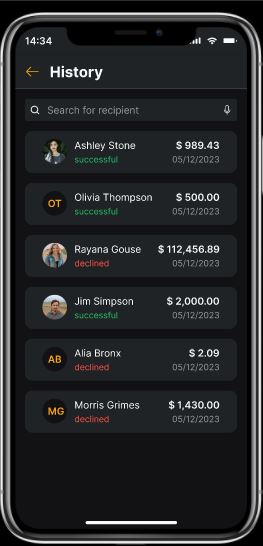 14:34
History
Search for recipient
Ashley Stone $ 989.43
successful 05/12/2023
OT Olivia Thompson $ 500.00
successful 05/12/2023
Rayana Gouse $ 112,456.89
declined 05/12/2023
Jim Simpson $ 2,000.00
successful 05/12/2023
AB Alia Bronx $ 2.09
declined 05/12/2023
MG Morris Grimes $ 1,430.00
declined 05/12/2023